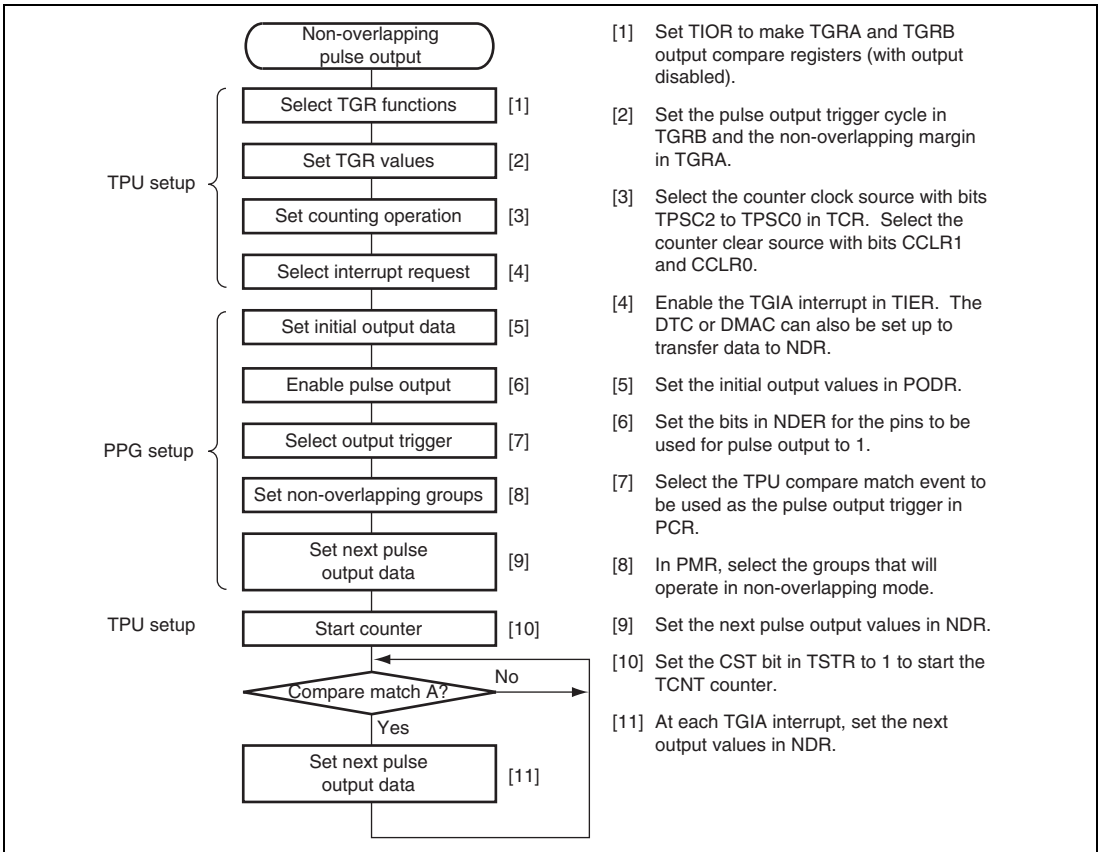 Non-overlapping
pulse output
TPU setup
Select TGR functions [1]
Set TGR values [2]
Set counting operation [3]
Select interrupt request [4]
PPG setup
Set initial output data [5]
Enable pulse output [6]
Select output trigger [7]
Set non-overlapping groups [8]
Set next pulse
output data [9]
TPU setup
Start counter [10]
Compare match A?
No
Yes
Set next pulse
output data [11]
[1] Set TIOR to make TGRA and TGRB
output compare registers (with output
disabled).
[2] Set the pulse output trigger cycle in
TGRB and the non-overlapping margin
in TGRA.
[3] Select the counter clock source with bits
TPSC2 to TPSC0 in TCR. Select the
counter clear source with bits CCLR1
and CCLR0.
[4] Enable the TGIA interrupt in TIER. The
DTC or DMAC can also be set up to
transfer data to NDR.
[5] Set the initial output values in PODR.
[6] Set the bits in NDER for the pins to be
used for pulse output to 1.
[7] Select the TPU compare match event to
be used as the pulse output trigger in
PCR.
[8] In PMR, select the groups that will
operate in non-overlapping mode.
[9] Set the next pulse output values in NDR.
[10] Set the CST bit in TSTR to 1 to start the
TCNT counter.
[11] At each TGIA interrupt, set the next
output values in NDR.